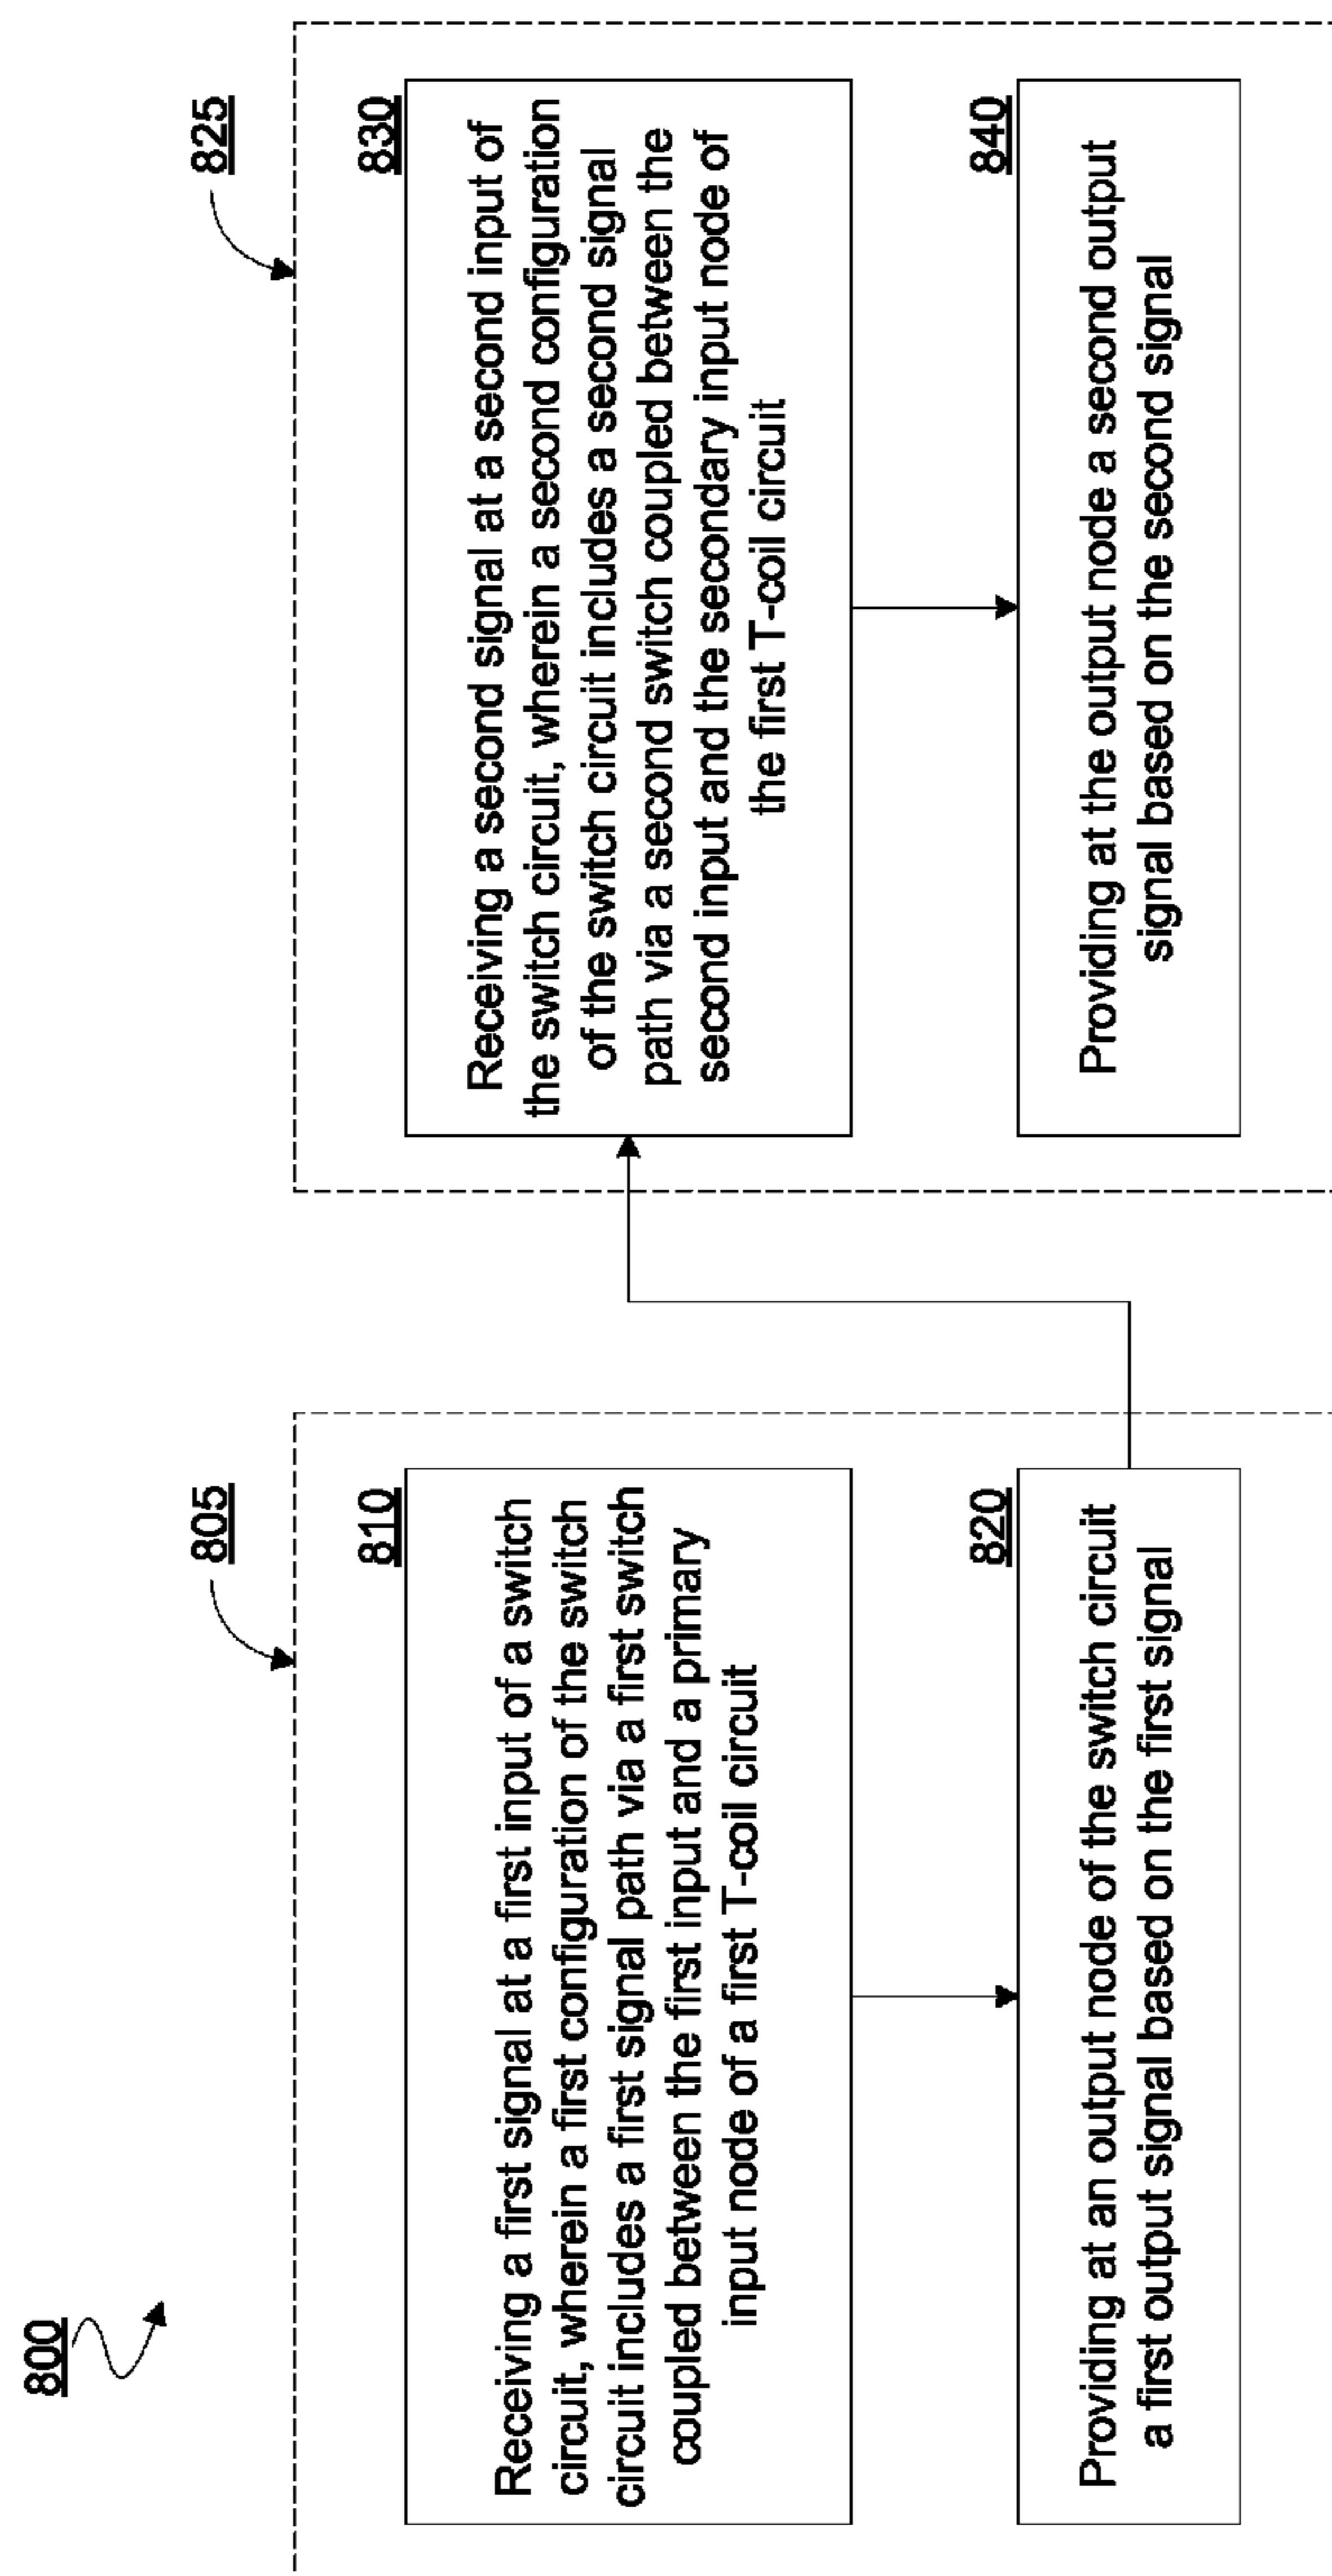 800
805
810
Receiving a first signal at a first input of a switch
circuit, wherein a first configuration of the switch
circuit includes a first signal path via a first switch
coupled between the first input and a primary
input node of a first T-coil circuit
820
Providing at an output node of the switch circuit
a first output signal based on the first signal
825
830
Receiving a second signal at a second input of
the switch circuit, wherein a second configuration
of the switch circuit includes a second signal
path via a second switch coupled between the
second input and the secondary input node of
the first T-coil circuit
840
Providing at the output node a second output
signal based on the second signal